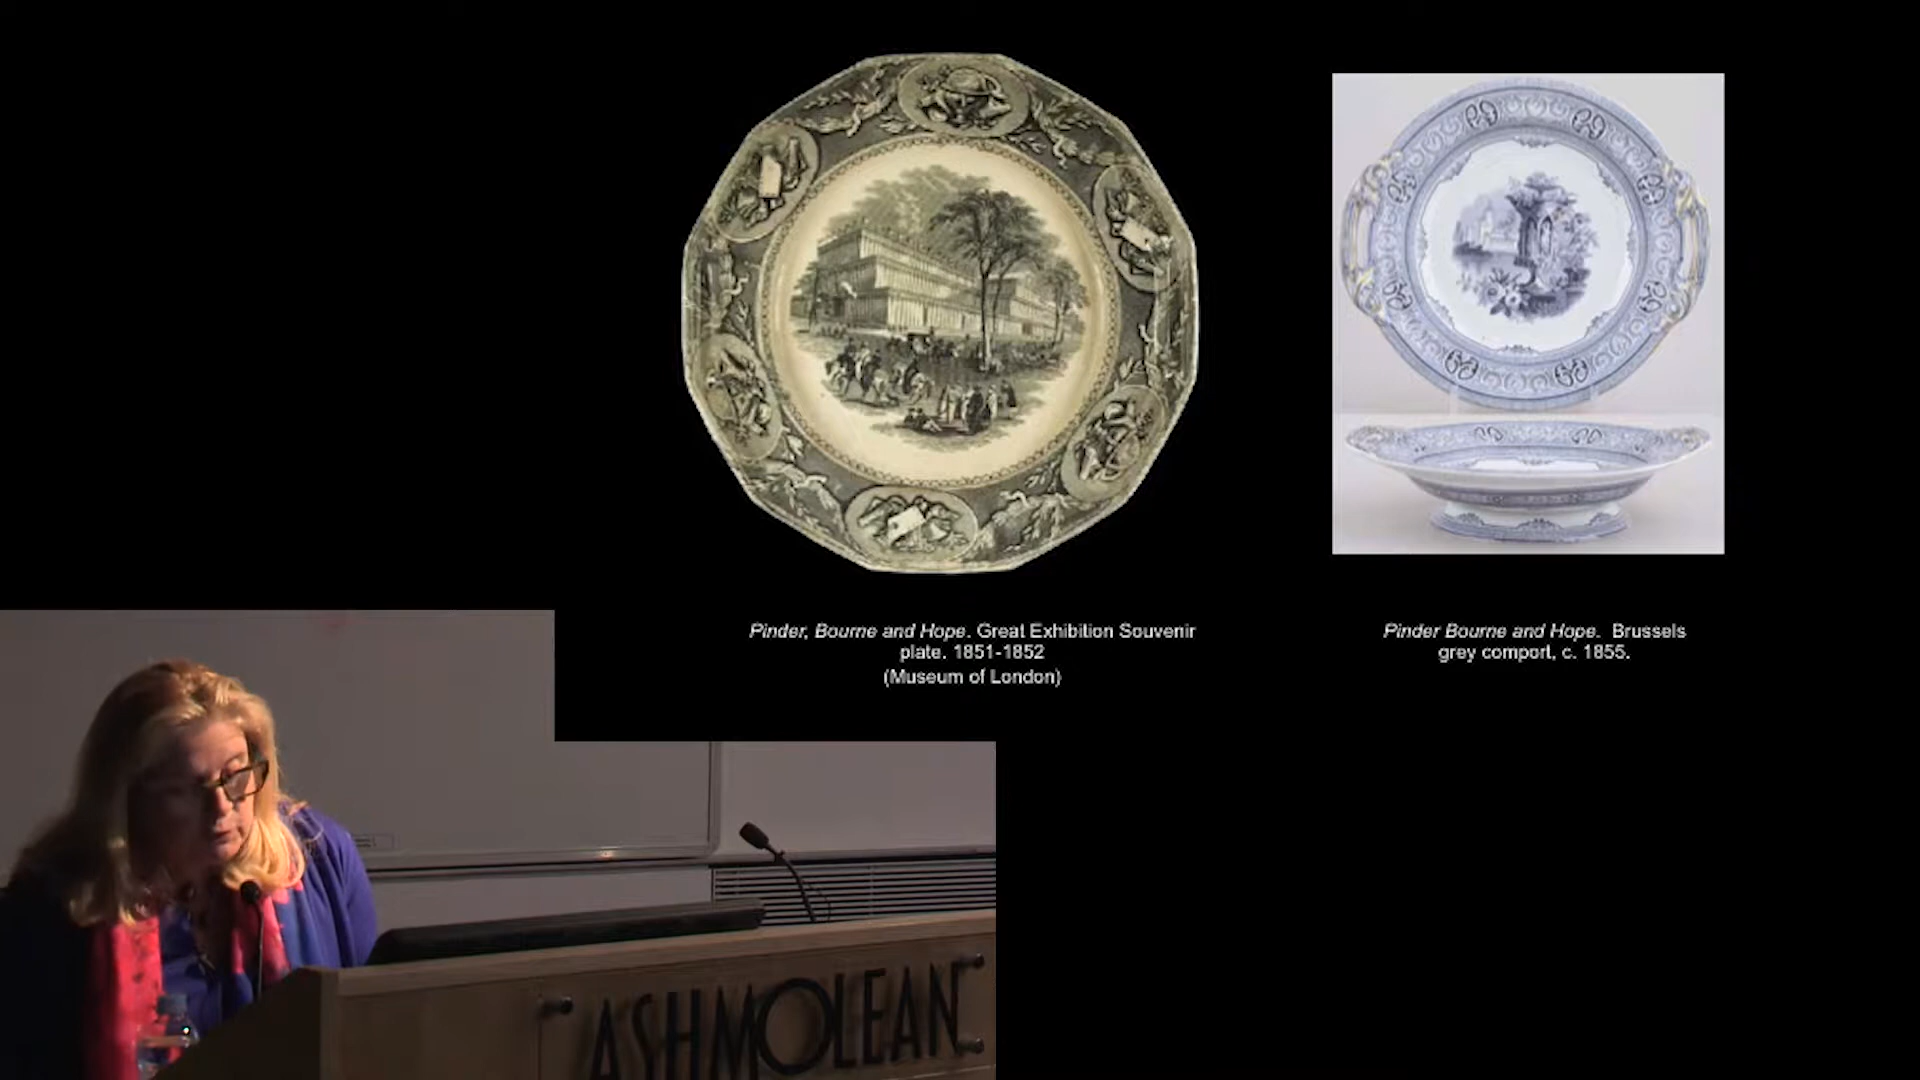 Pinder, Bourne and Hope. Great Exhibition Souvenir
plate. 1851-1852
(Museum of London)
Pinder Bourne and Hope. Brussels
grey comport, c. 1855.
ASHMOLEAN